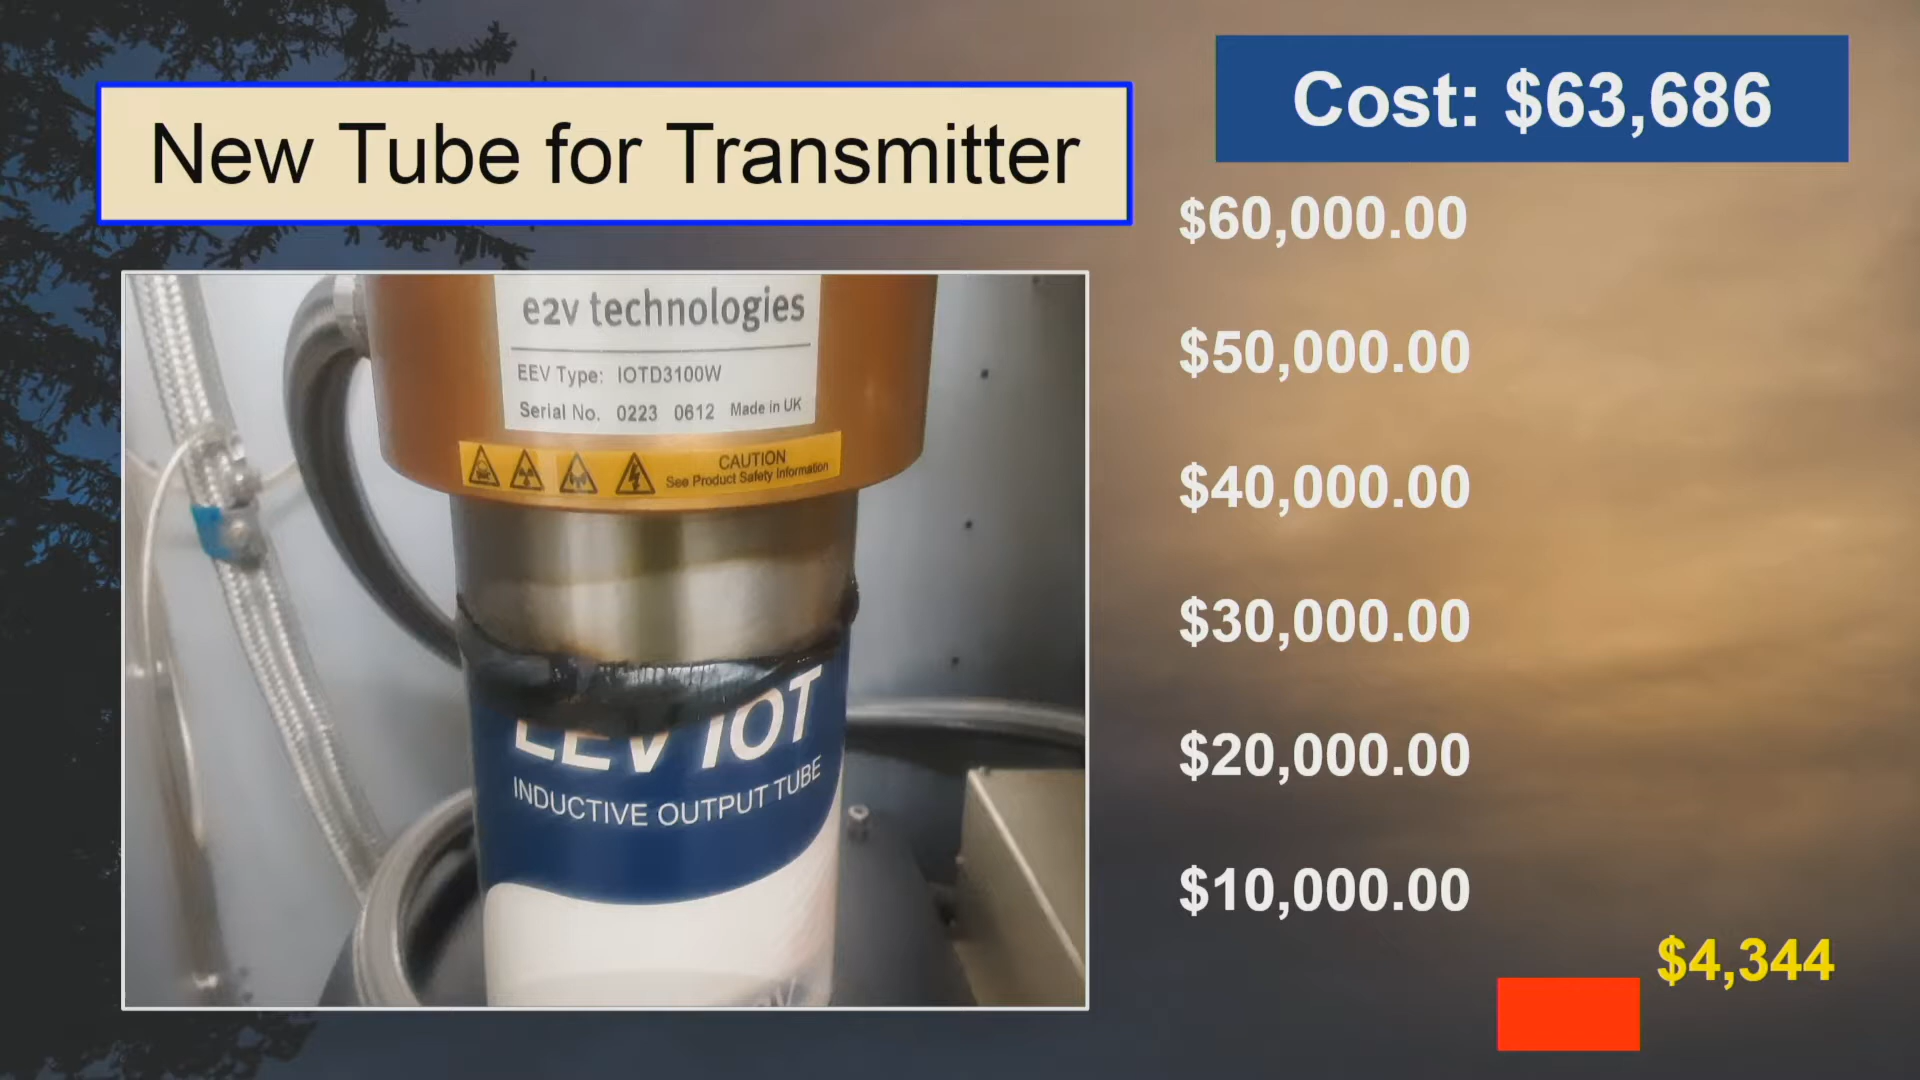 New Tube for Transmitter
Cost: $63,686
$60,000.00
$50,000.00
$40,000.00
$30,000.00
$20,000.00
$10,000.00
$4,344
e2v technologies
EEV Type: IOTD3100W
Serial No. 0223 0612 Made in UK
CAUTION
See Product Safety Information
EEV IOT
INDUCTIVE OUTPUT TUBE